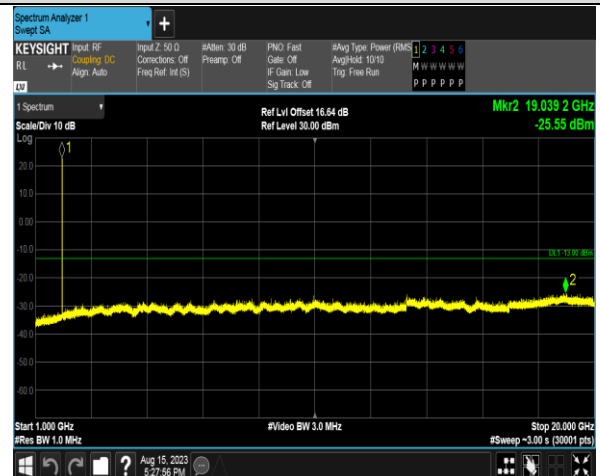 Spectrum Analyzer 1
Swept SA
KEYSIGHT
RL
Input: RF
Coupling: DC
Align: Auto
Input Z: 50 Ω
Corrections: Off
Freq Ref: Int (S)
#Atten: 30 dB
Preamp: Off
PNO: Fast
Gate: Off
IF Gain: Low
Sig Track: Off
#Avg Type: Power (RMS
Avg|Hold: 10/10
Trig: Free Run
1 2 3 4 5 6
M W W W W W
P P P P P P
1 Spectrum
Scale/Div 10 dB
Ref Lvl Offset 16.64 dB
Ref Level 30.00 dBm
Mkr2 19.039 2 GHz
-25.55 dBm
Log
1
20.0
10.0
0.00
-10.0
DL1 -13.00 dBm
-20.0
2
-30.0
-40.0
-50.0
-60.0
Start 1.000 GHz
#Res BW 1.0 MHz
#Video BW 3.0 MHz
Stop 20.000 GHz
#Sweep ~3.00 s (30001 pts)
Aug 15, 2023
5:27:56 PM